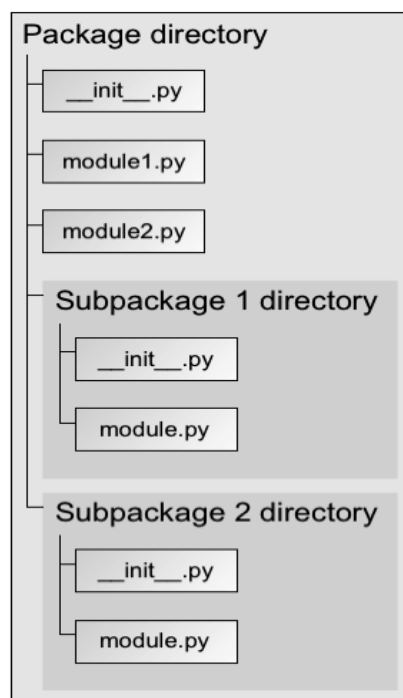 Package directory
__init__.py
module1.py
module2.py
Subpackage 1 directory
__init__.py
module.py
Subpackage 2 directory
__init__.py
module.py